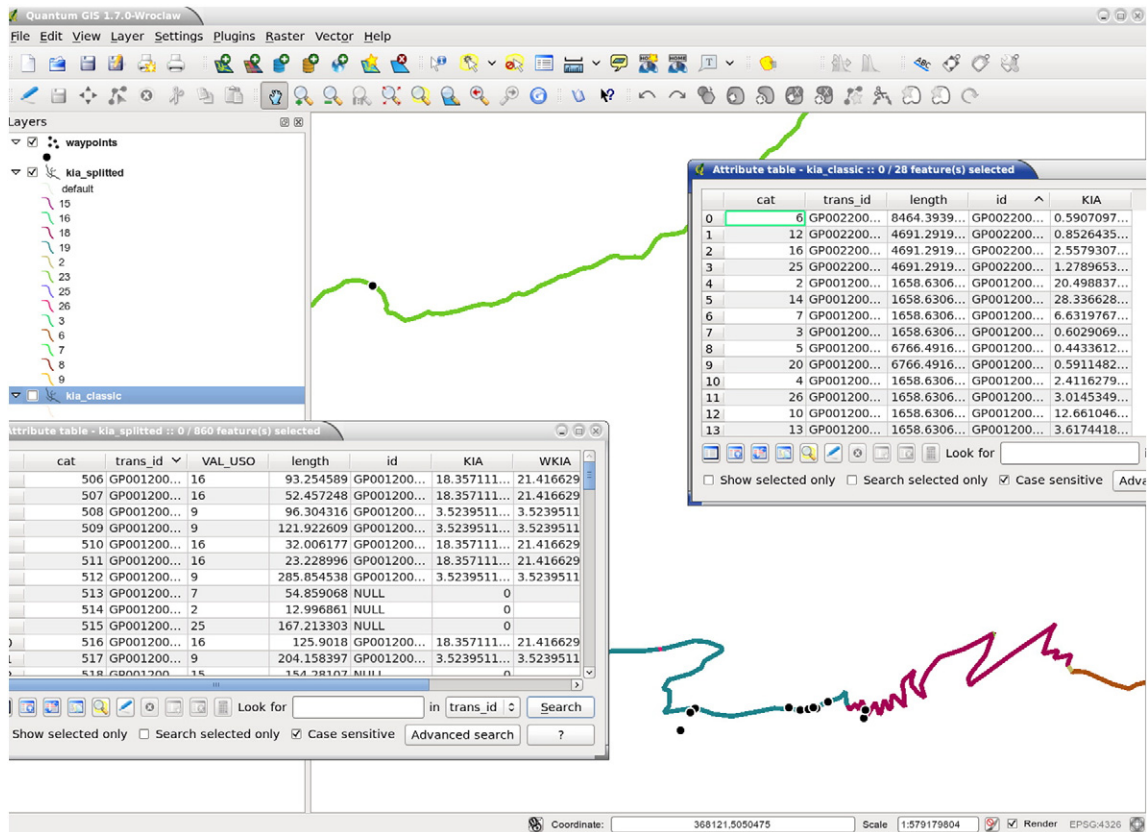 Quantum GIS 1.7.0-Wroclaw
File Edit View Layer Settings Plugins Raster Vector Help
Layers
waypoints
kia_splitted
default
15
16
18
19
2
23
25
26
3
6
7
8
9
kia_classic
Attribute table - kia_classic :: 0 / 28 feature(s) selected
cat trans_id length id KIA
0 6 GP002200... 8464.3939... GP002200... 0.5907097...
1 12 GP002200... 4691.2919... GP002200... 0.8526435...
2 16 GP002200... 4691.2919... GP002200... 2.5579307...
3 25 GP002200... 4691.2919... GP002200... 1.2789653...
4 2 GP001200... 1658.6306... GP001200... 20.498837...
5 14 GP001200... 1658.6306... GP001200... 28.336628...
6 7 GP001200... 1658.6306... GP001200... 6.6319767...
7 3 GP001200... 1658.6306... GP001200... 0.6029069...
8 5 GP001200... 6766.4916... GP001200... 0.4433612...
9 20 GP001200... 6766.4916... GP001200... 0.5911482...
10 4 GP001200... 1658.6306... GP001200... 2.4116279...
11 26 GP001200... 1658.6306... GP001200... 3.0145349...
12 10 GP001200... 1658.6306... GP001200... 12.661046...
13 13 GP001200... 1658.6306... GP001200... 3.6174418...
Look for
Show selected only Search selected only Case sensitive Adva
Attribute table - kia_splitted :: 0 / 860 feature(s) selected
cat trans_id VAL_USO length id KIA WKIA
506 GP001200... 16 93.254589 GP001200... 18.357111... 21.416629
507 GP001200... 16 52.457248 GP001200... 18.357111... 21.416629
508 GP001200... 9 96.304316 GP001200... 3.5239511... 3.5239511
509 GP001200... 9 121.922609 GP001200... 3.5239511... 3.5239511
510 GP001200... 16 32.006177 GP001200... 18.357111... 21.416629
511 GP001200... 16 23.228996 GP001200... 18.357111... 21.416629
512 GP001200... 9 285.854538 GP001200... 3.5239511... 3.5239511
513 GP001200... 7 54.859068 NULL 0
514 GP001200... 2 12.996861 NULL 0
515 GP001200... 25 167.213303 NULL 0
516 GP001200... 16 125.9018 GP001200... 18.357111... 21.416629
517 GP001200... 9 204.158397 GP001200... 3.5239511... 3.5239511
518 GP001200... 15 154.28107 NULL 0
Look for in trans_id Search
Show selected only Search selected only Case sensitive Advanced search ?
Coordinate: 368121,5050475 Scale 1:579179804 Render EPSG:4326